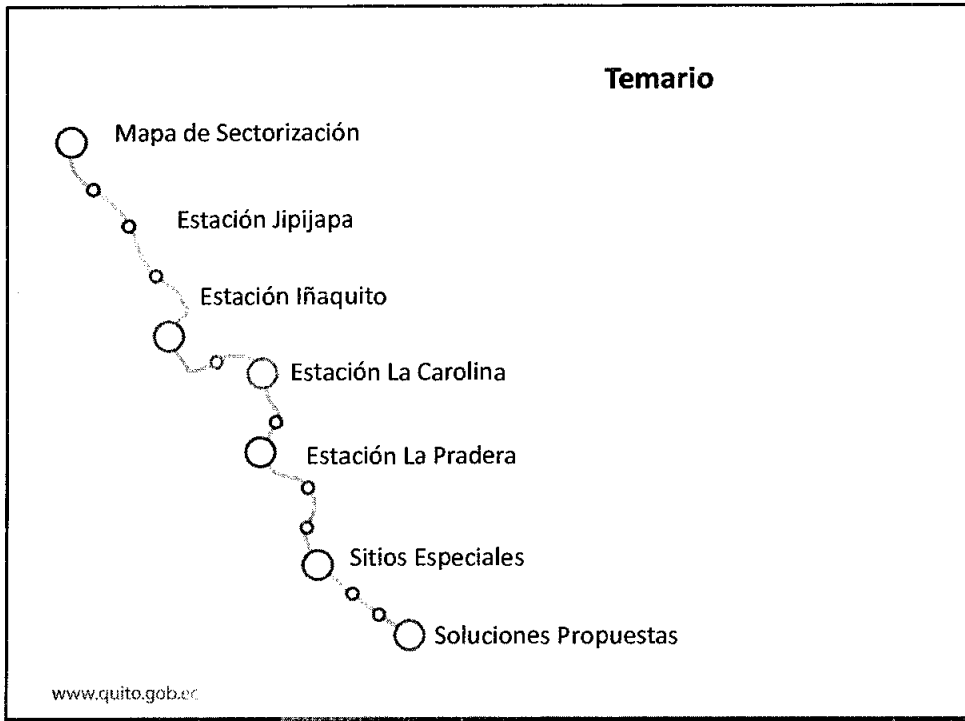 Temario
Mapa de Sectorización
Estación Jipijapa
Estación Iñaquito
Estación La Carolina
Estación La Pradera
Sitios Especiales
Soluciones Propuestas
www.quito.gob.ec